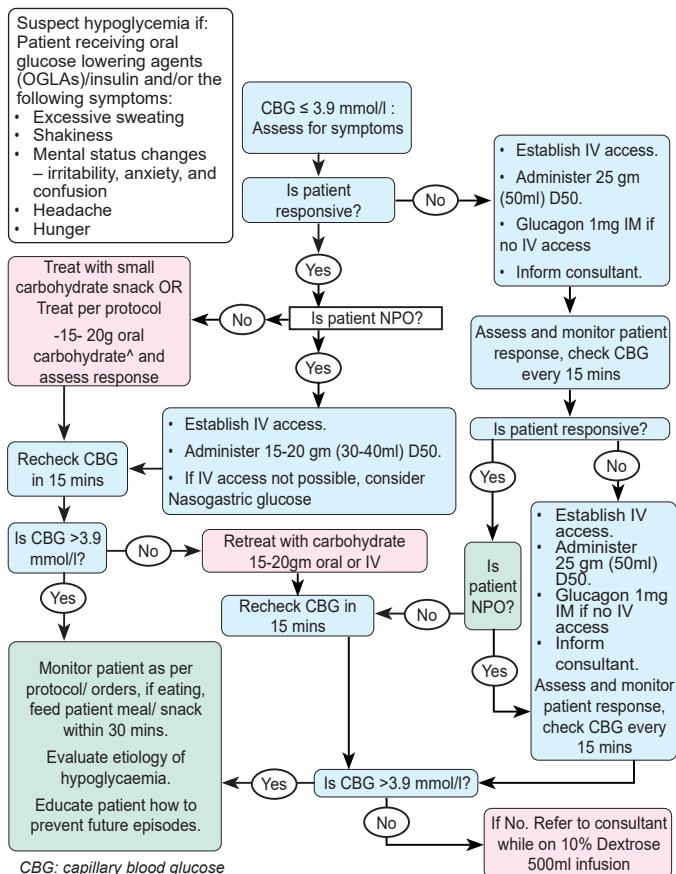 Suspect hypoglycemia if:
Patient receiving oral
glucose lowering agents
(OGLAs)/insulin and/or the
following symptoms:
• Excessive sweating
• Shakiness
• Mental status changes
– irritability, anxiety, and
confusion
• Headache
• Hunger
CBG ≤ 3.9 mmol/l :
Assess for symptoms
Is patient
responsive?
No
• Establish IV access.
• Administer 25 gm
(50ml) D50.
• Glucagon 1mg IM if
no IV access
• Inform consultant.
Yes
Treat with small
carbohydrate snack OR
Treat per protocol
-15- 20g oral
carbohydrate^ and
assess response
No
Is patient NPO?
Yes
Assess and monitor patient
response, check CBG
every 15 mins
• Establish IV access.
• Administer 15-20 gm (30-40ml) D50.
• If IV access not possible, consider
Nasogastric glucose
Is patient responsive?
Recheck CBG
in 15 mins
Yes
No
Is CBG >3.9
mmol/l?
No
Retreat with carbohydrate
15-20gm oral or IV
Is
patient
NPO?
• Establish IV
access.
• Administer
25 gm (50ml)
D50.
• Glucagon 1mg
IM if no IV
access
• Inform
consultant.
Assess and monitor
patient response,
check CBG every
15 mins
Yes
Recheck CBG in
15 mins
No
Yes
Monitor patient as per
protocol/ orders, if eating,
feed patient meal/ snack
within 30 mins.
Evaluate etiology of
hypoglycaemia.
Educate patient how to
prevent future episodes.
Yes
Is CBG >3.9 mmol/l?
No
If No. Refer to consultant
while on 10% Dextrose
500ml infusion
CBG: capillary blood glucose